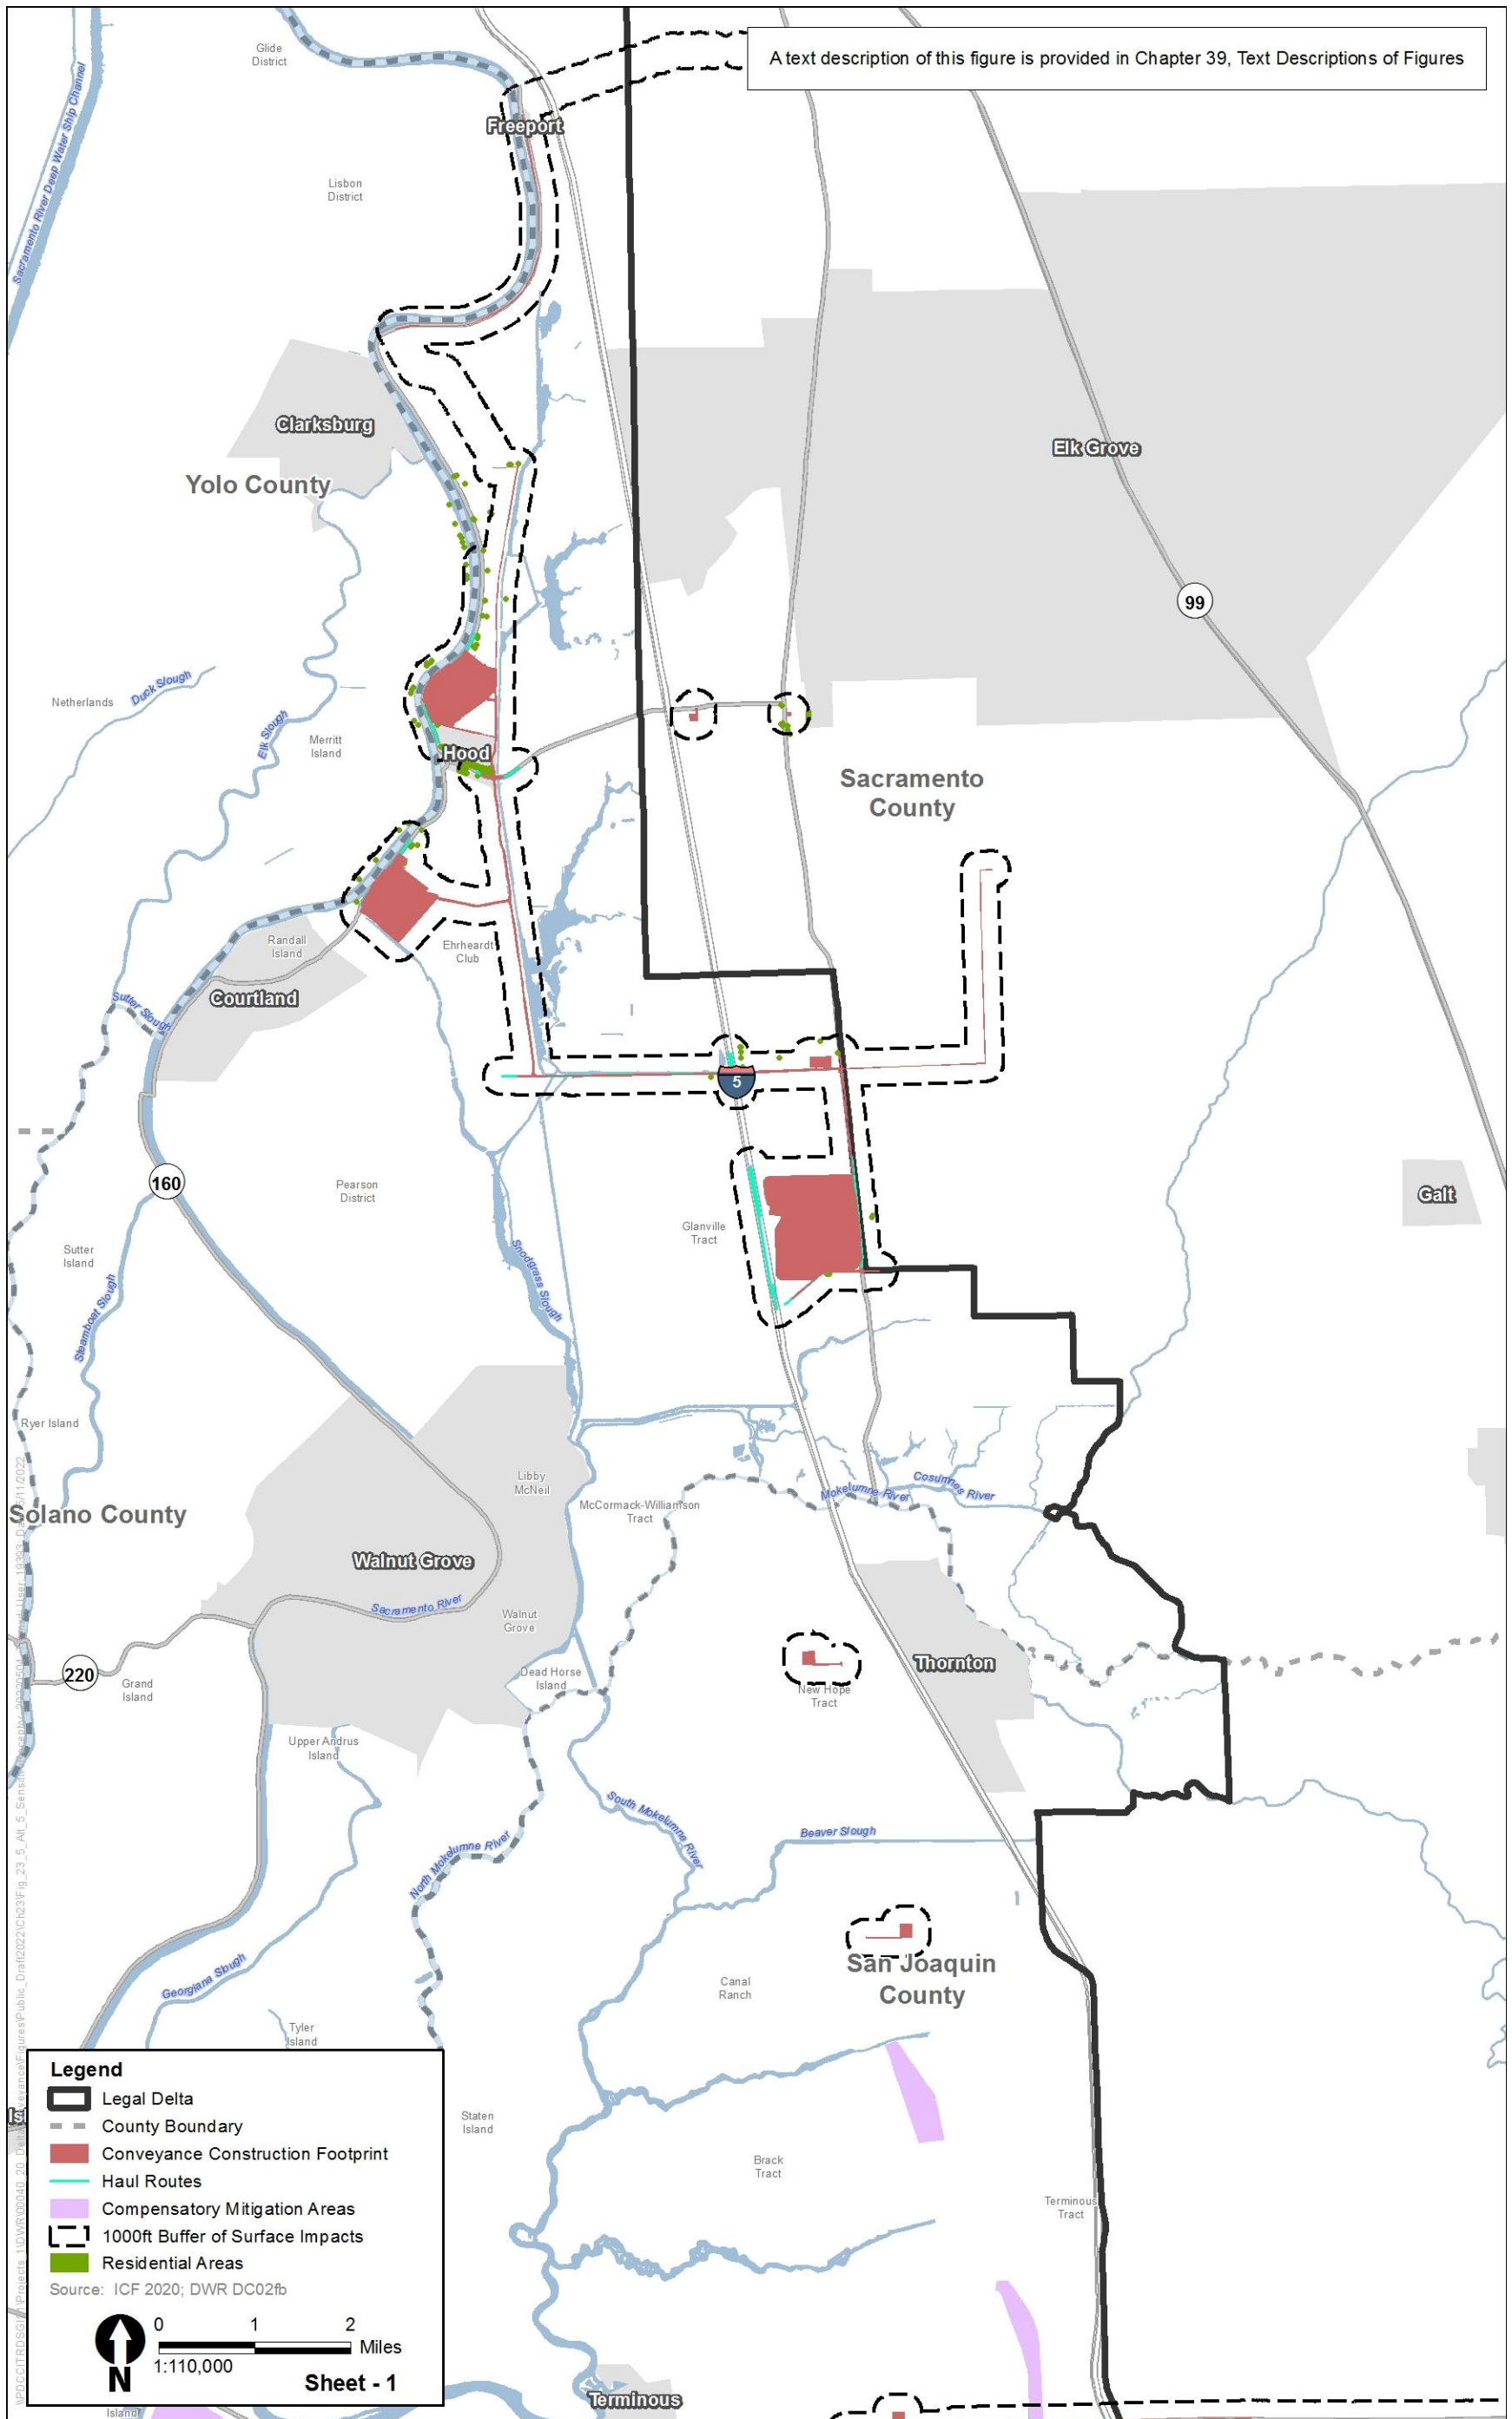 A text description of this figure is provided in Chapter 39, Text Descriptions of Figures
Glide
District
Sacramento River Deep Water Ship Channel
Freeport
Lisbon
District
Clarksburg
Elk Grove
Yolo County
99
Netherlands
Duck Slough
Elk Slough
Merritt
Island
Hood
Sacramento
County
Randall
Island
Ehrheardt
Club
Courtland
Sutter Slough
5
160
Pearson
District
Galt
Glanville
Tract
Sutter
Island
Snodgrass Slough
Steamboat Slough
Ryer Island
Libby
McNeil
McCormack-Williamson
Tract
Mokelumne River
Cosumnes River
Solano County
Walnut Grove
Sacramento River
Walnut
Grove
Thornton
220
Grand
Island
Dead Horse
Island
New Hope
Tract
Upper Andrus
Island
South Mokelumne River
North Mokelumne River
Beaver Slough
San Joaquin
County
Georgiana Slough
Canal
Ranch
Tyler
Island
Staten
Island
Brack
Tract
Terminous
Tract
Legend
Legal Delta
County Boundary
Conveyance Construction Footprint
Haul Routes
Compensatory Mitigation Areas
1000ft Buffer of Surface Impacts
Residential Areas
Source: ICF 2020; DWR DC02fb
0 1 2
Miles
1:110,000
N
Sheet - 1
Island
Terminous